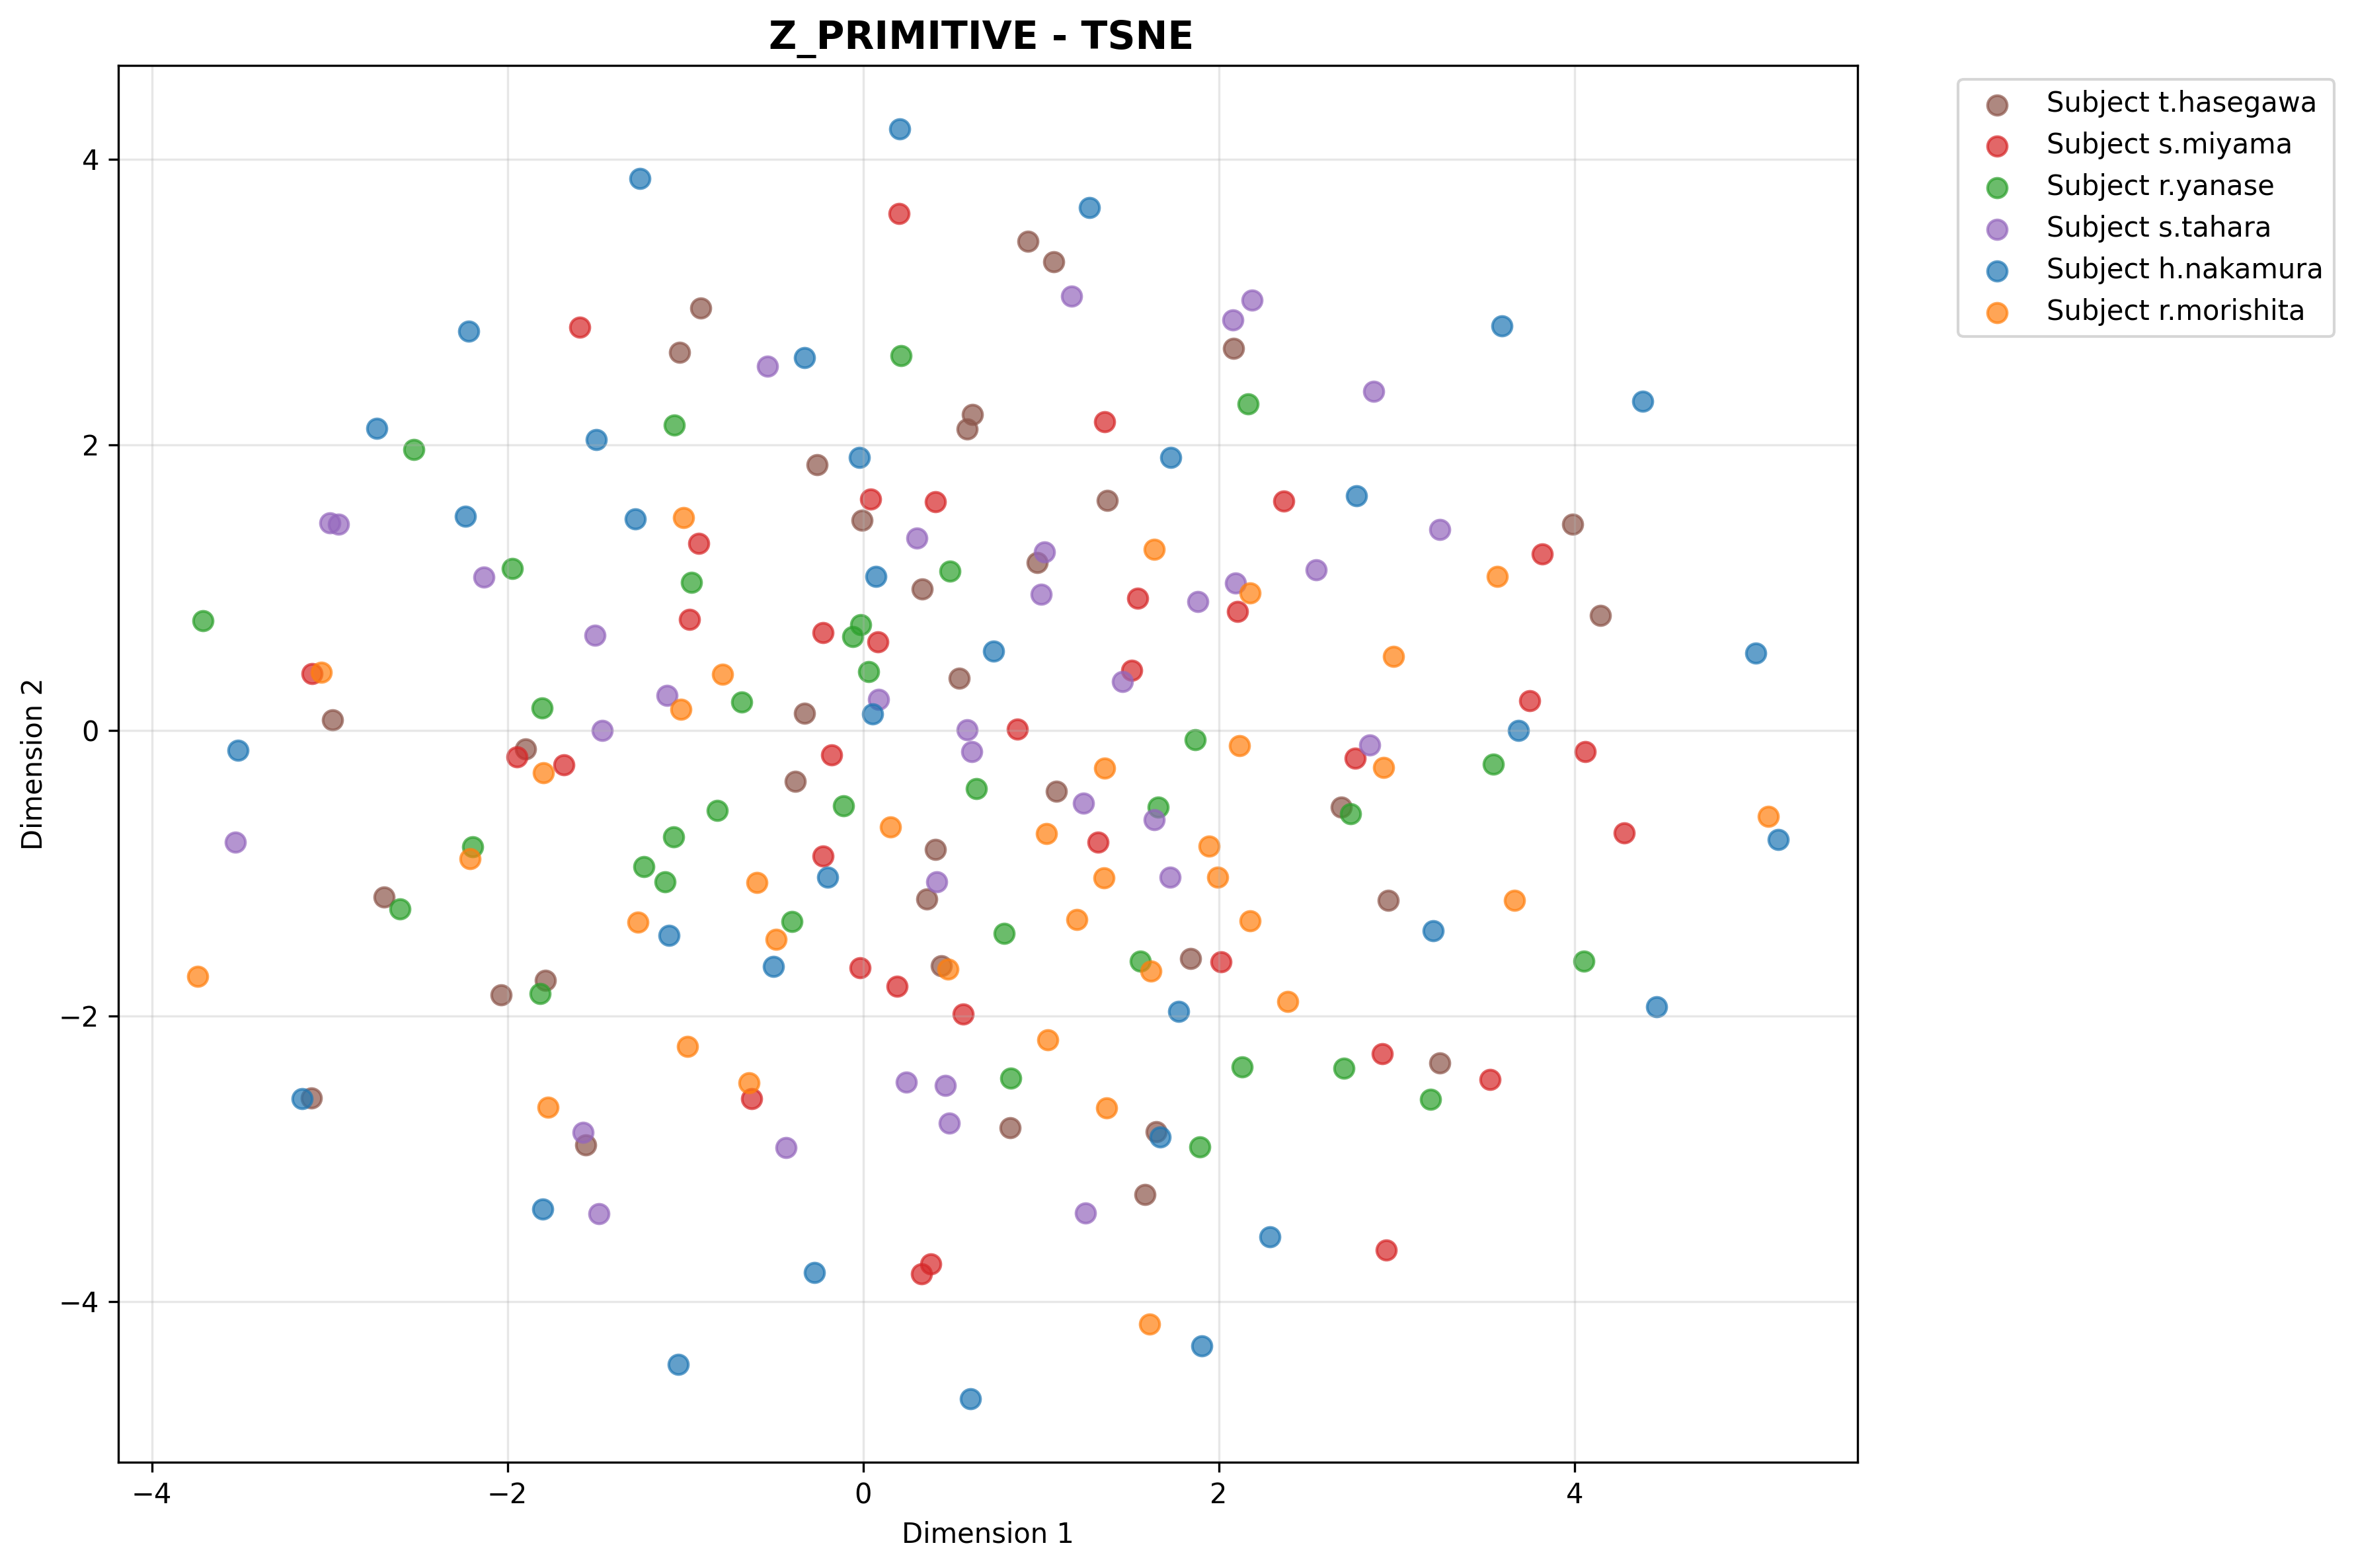 Z_PRIMITIVE - TSNE
Subject t.hasegawa
Subject s.miyama
Subject r.yanase
Subject s.tahara
Subject h.nakamura
Subject r.morishita
Dimension 2
4
2
0
−2
−4
−4
−2
0
2
4
Dimension 1